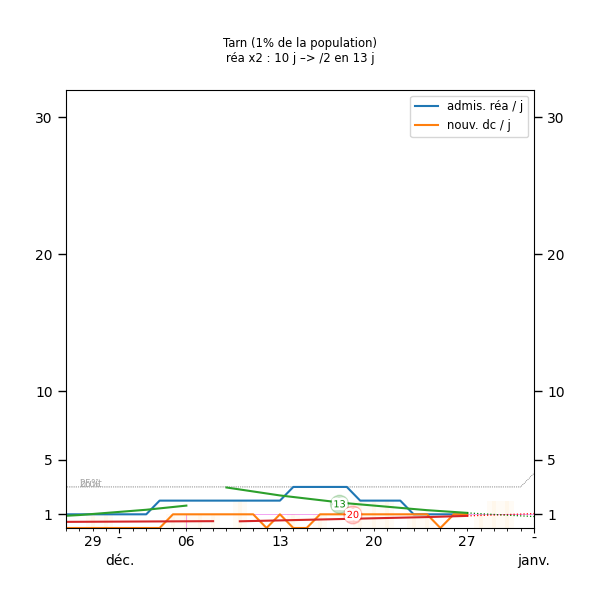 Tarn (1% de la population)
réa x2 : 10 j –> /2 en 13 j
admis. réa / j
nouv. dc / j
30 30
20 20
10 10
5 5
13
20
1 1
29 - 06 13 20 27 -
déc. janv.